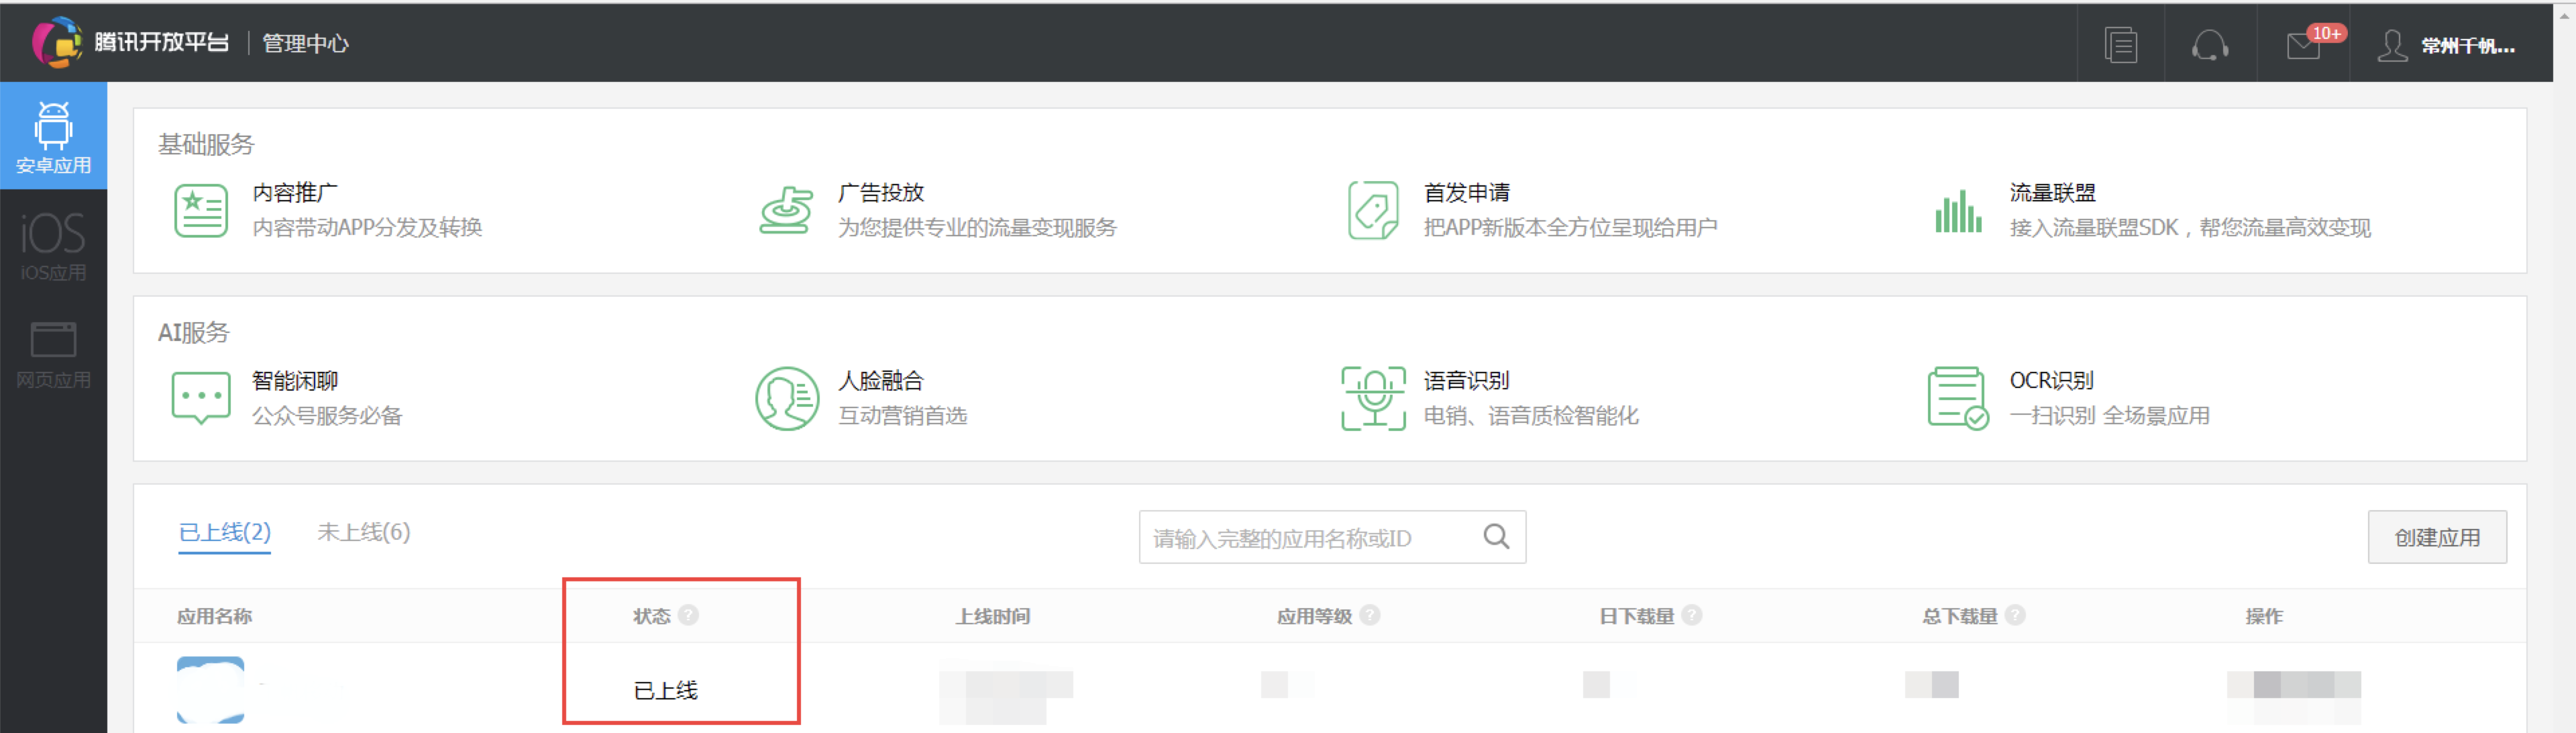 腾讯开放平台 管理中心 10+ 常州千帆...
安卓应用
iOS
iOS应用
网页应用
基础服务
内容推广
内容带动APP分发及转换
广告投放
为您提供专业的流量变现服务
首发申请
把APP新版本全方位呈现给用户
流量联盟
接入流量联盟SDK，帮您流量高效变现
AI服务
智能闲聊
公众号服务必备
人脸融合
互动营销首选
语音识别
电销、语音质检智能化
OCR识别
一扫识别 全场景应用
已上线(2) 未上线(6) 请输入完整的应用名称或ID 创建应用
应用名称 状态 ? 上线时间 应用等级 ? 日下载量 ? 总下载量 ? 操作
已上线